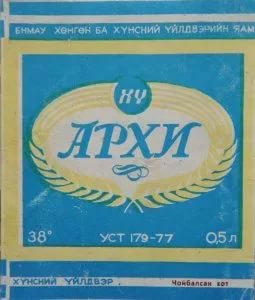 БНМАУ ХӨНГӨН БА ХҮНСНИЙ ҮЙЛДВЭРИЙН ЯАМ
ХҮ
АРХИ
38° УСТ 179-77 0,5 л
ХҮНСНИЙ ҮЙЛДВЭР Чойбалсан хот